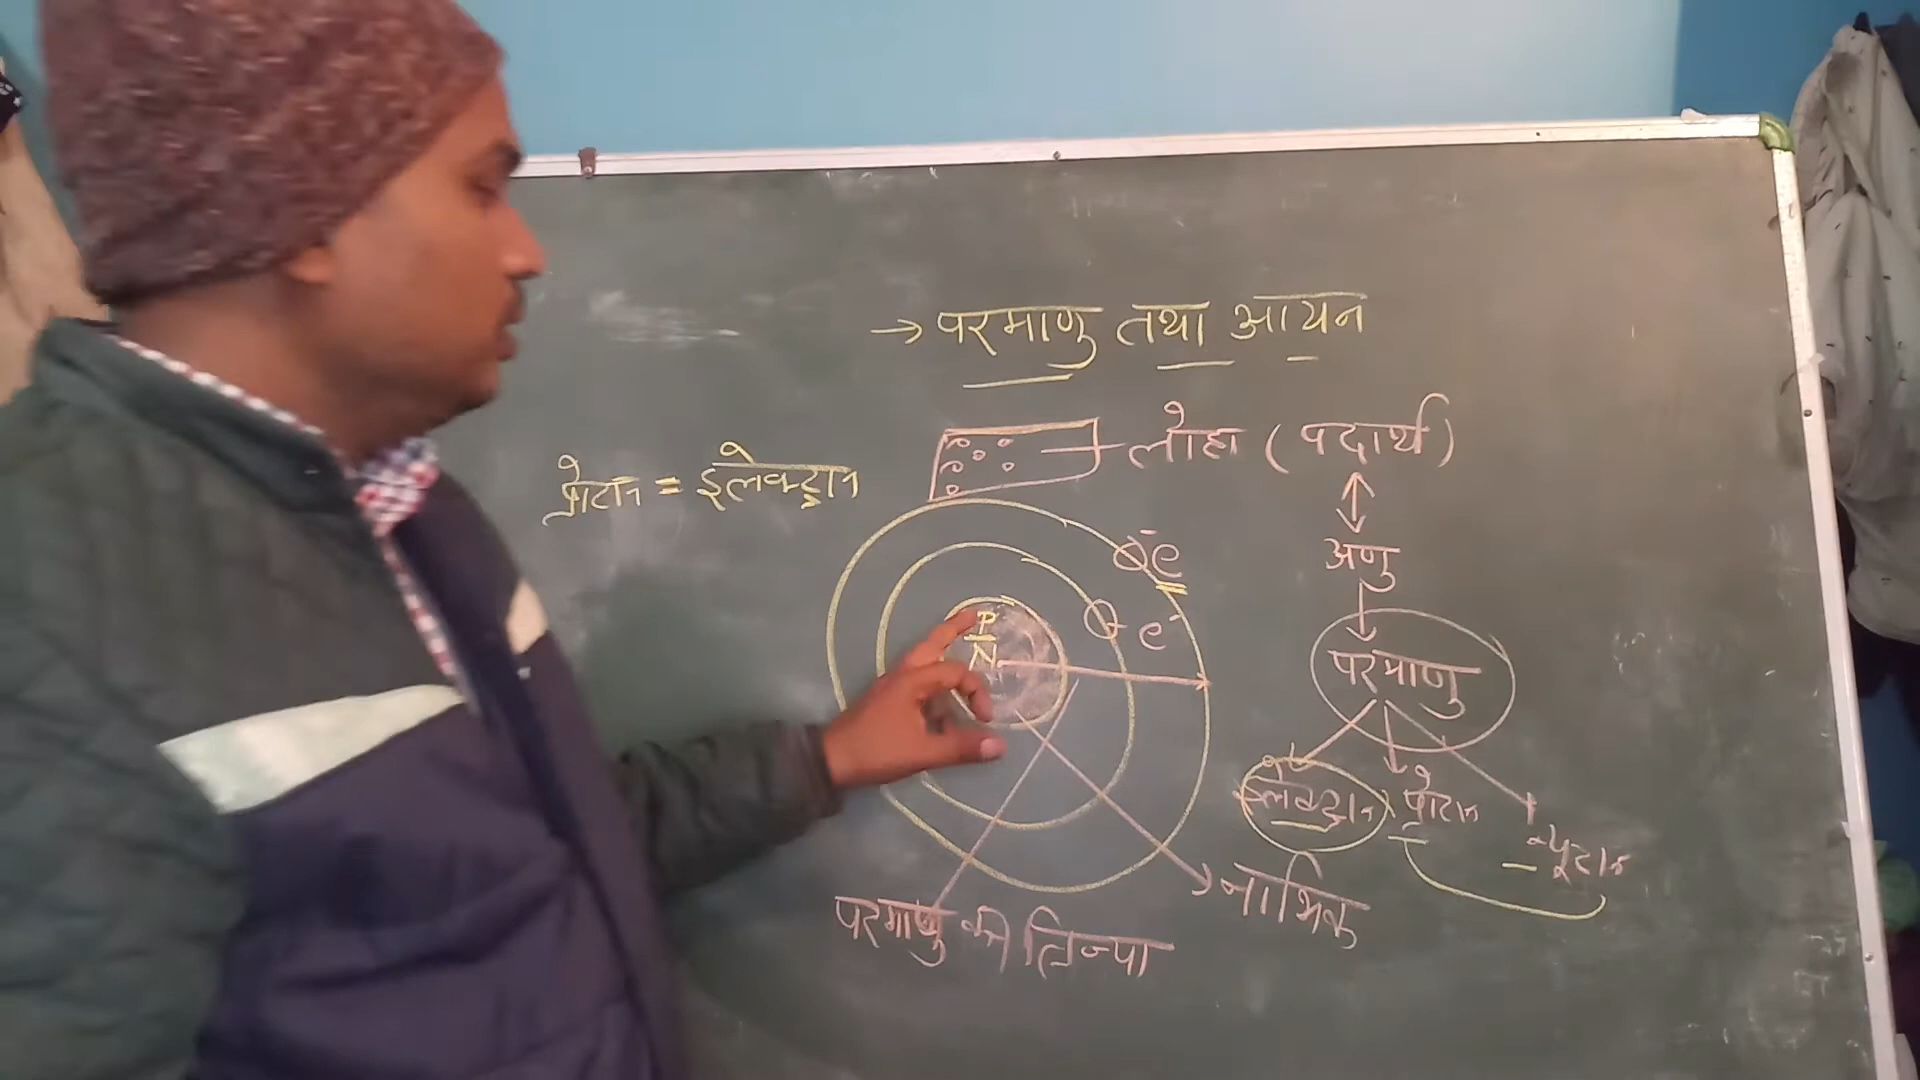 → परमाणु तथा आयन
लोहा ( पदार्थ )
प्रोटान = इलेक्ट्रान
अणु
e⁻
e⁻
P
N
परमाणु
इलेक्ट्रान प्रोटान न्यूट्रान
नाभिक
परमाणु की त्रिज्या